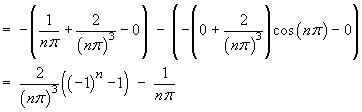 = -(1/(nπ) + 2/(nπ)^3 - 0) - (-(0 + 2/(nπ)^3)cos(nπ) - 0)
= 2/(nπ)^3 ((-1)^n - 1) - 1/(nπ)